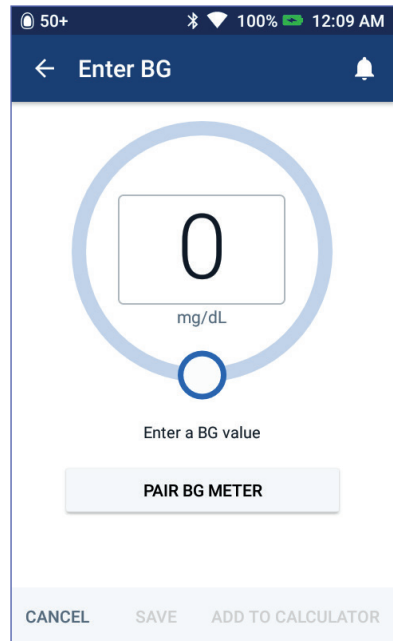 50+ 100% 12:09 AM
Enter BG
0
mg/dL
Enter a BG value
PAIR BG METER
CANCEL SAVE ADD TO CALCULATOR